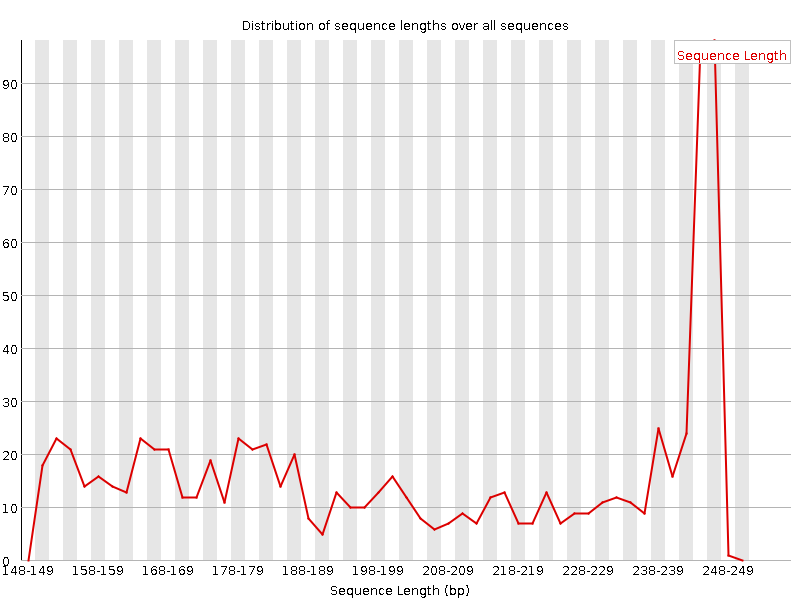 Distribution of sequence lengths over all sequences
Sequence Length
90
80
70
60
50
40
30
20
10
0
148-149 158-159 168-169 178-179 188-189 198-199 208-209 218-219 228-229 238-239 248-249
Sequence Length (bp)